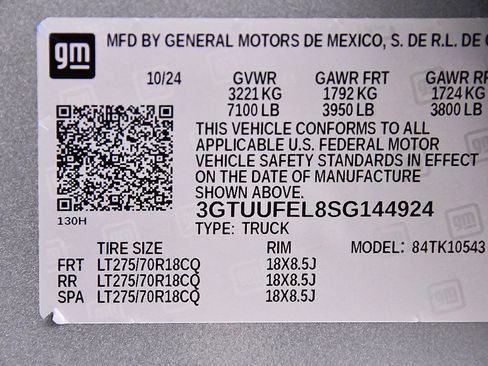 gm
MFD BY GENERAL MOTORS DE MEXICO, S. DE R.L. DE
10/24 GVWR GAWR FRT GAWR RR
3221 KG 1792 KG 1724 KG
7100 LB 3950 LB 3800 LB
THIS VEHICLE CONFORMS TO ALL
APPLICABLE U.S. FEDERAL MOTOR
VEHICLE SAFETY STANDARDS IN EFFECT
ON THE DATE OF MANUFACTURE
SHOWN ABOVE.
3GTUUFEL8SG144924
130H
TYPE: TRUCK
TIRE SIZE RIM MODEL: 84TK10543
FRT LT275/70R18CQ 18X8.5J
RR LT275/70R18CQ 18X8.5J
SPA LT275/70R18CQ 18X8.5J